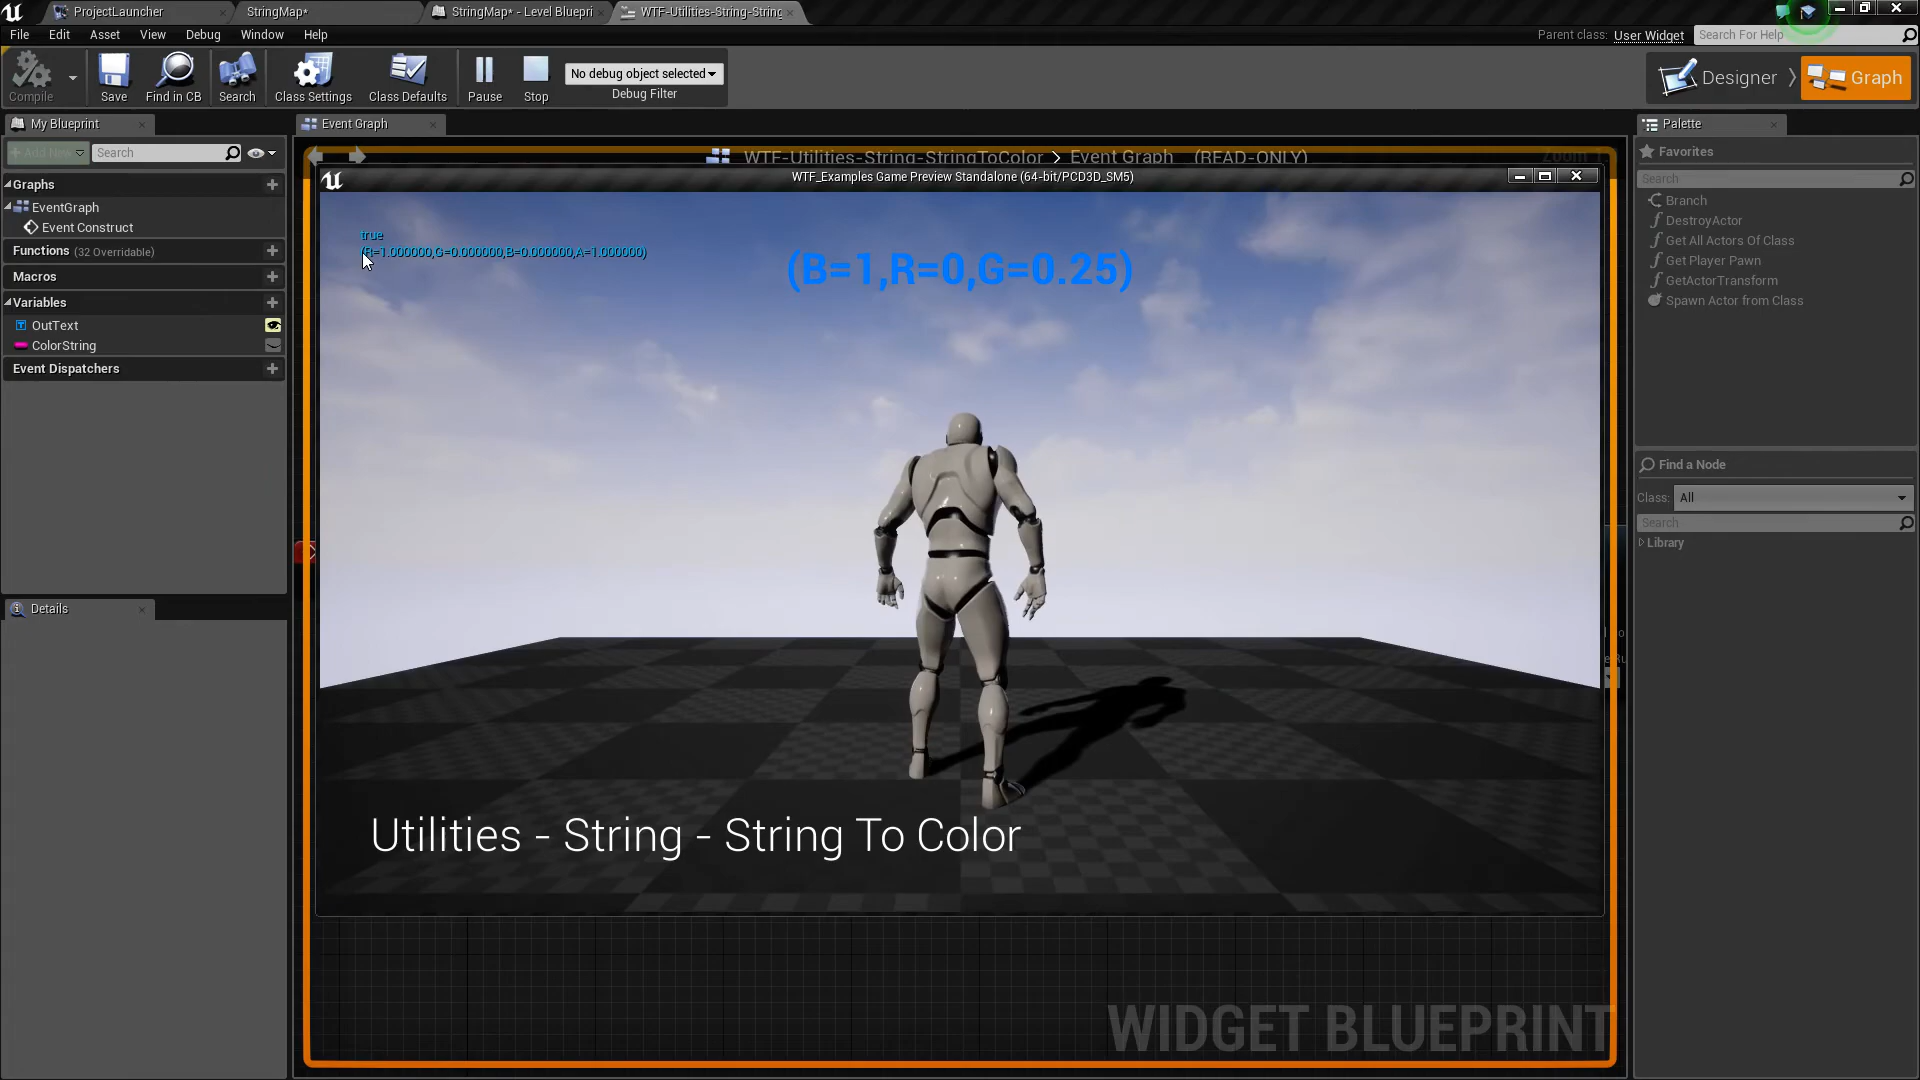 ProjectLauncher
StringMap*
StringMap* - Level Bluepri
WTF-Utilities-String-String
File Edit Asset View Debug Window Help
Parent class: User Widget
Search For Help
Compile
Save
Find in CB
Search
Class Settings
Class Defaults
Pause
Stop
No debug object selected
Debug Filter
Designer
Graph
My Blueprint
Event Graph
Palette
Add New
Search
WTF-Utilities-String-StringToColor > Event Graph (READ-ONLY)
Favorites
WTF_Examples Game Preview Standalone (64-bit/PCD3D_SM5)
Search
Graphs
EventGraph
Event Construct
Functions (32 Overridable)
Macros
Variables
OutText
ColorString
Event Dispatchers
Branch
DestroyActor
Get All Actors Of Class
Get Player Pawn
GetActorTransform
Spawn Actor from Class
true
(R=1.000000,G=0.000000,B=0.000000,A=1.000000)
(B=1,R=0,G=0.25)
Find a Node
Class: All
Search
Library
Details
Utilities - String - String To Color
WIDGET BLUEPRINT